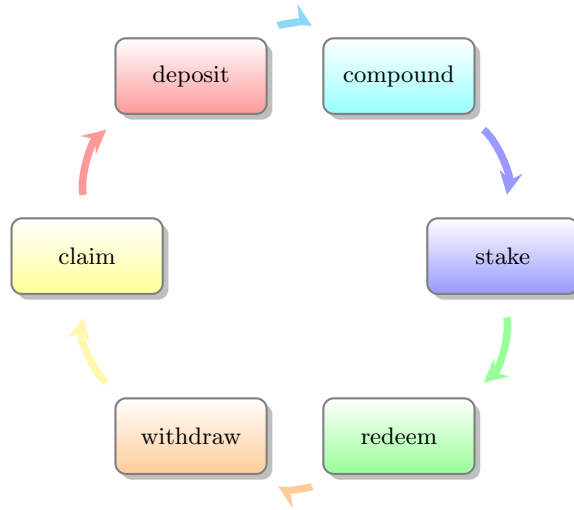 deposit
compound
claim
stake
withdraw
redeem